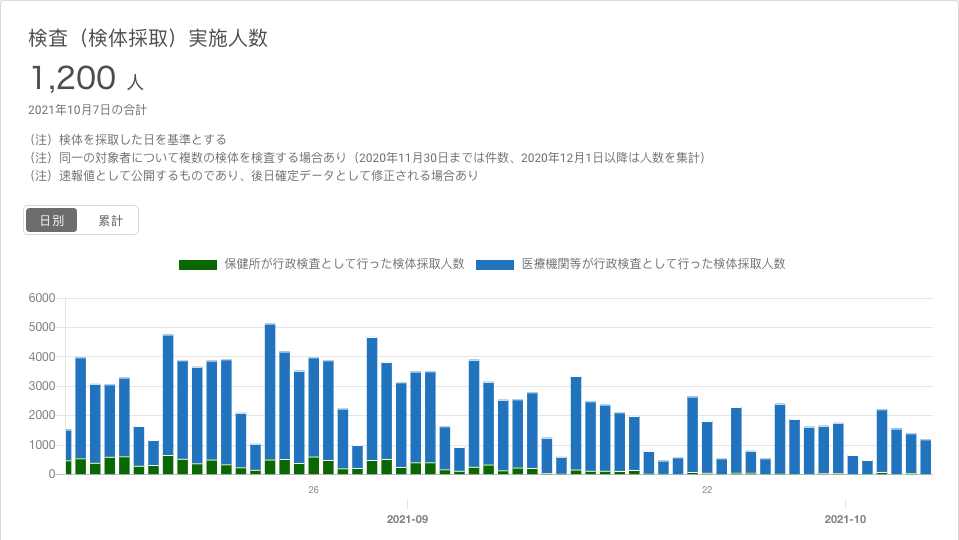 検査（検体採取）実施人数
1,200 人
2021年10月7日の合計
（注）検体を採取した日を基準とする
（注）同一の対象者について複数の検体を検査する場合あり（2020年11月30日までは件数、2020年12月1日以降は人数を集計）
（注）速報値として公開するものであり、後日確定データとして修正される場合あり
日別 累計
保健所が行政検査として行った検体採取人数 医療機関等が行政検査として行った検体採取人数
6000
5000
4000
3000
2000
1000
0
26 22
2021-09 2021-10